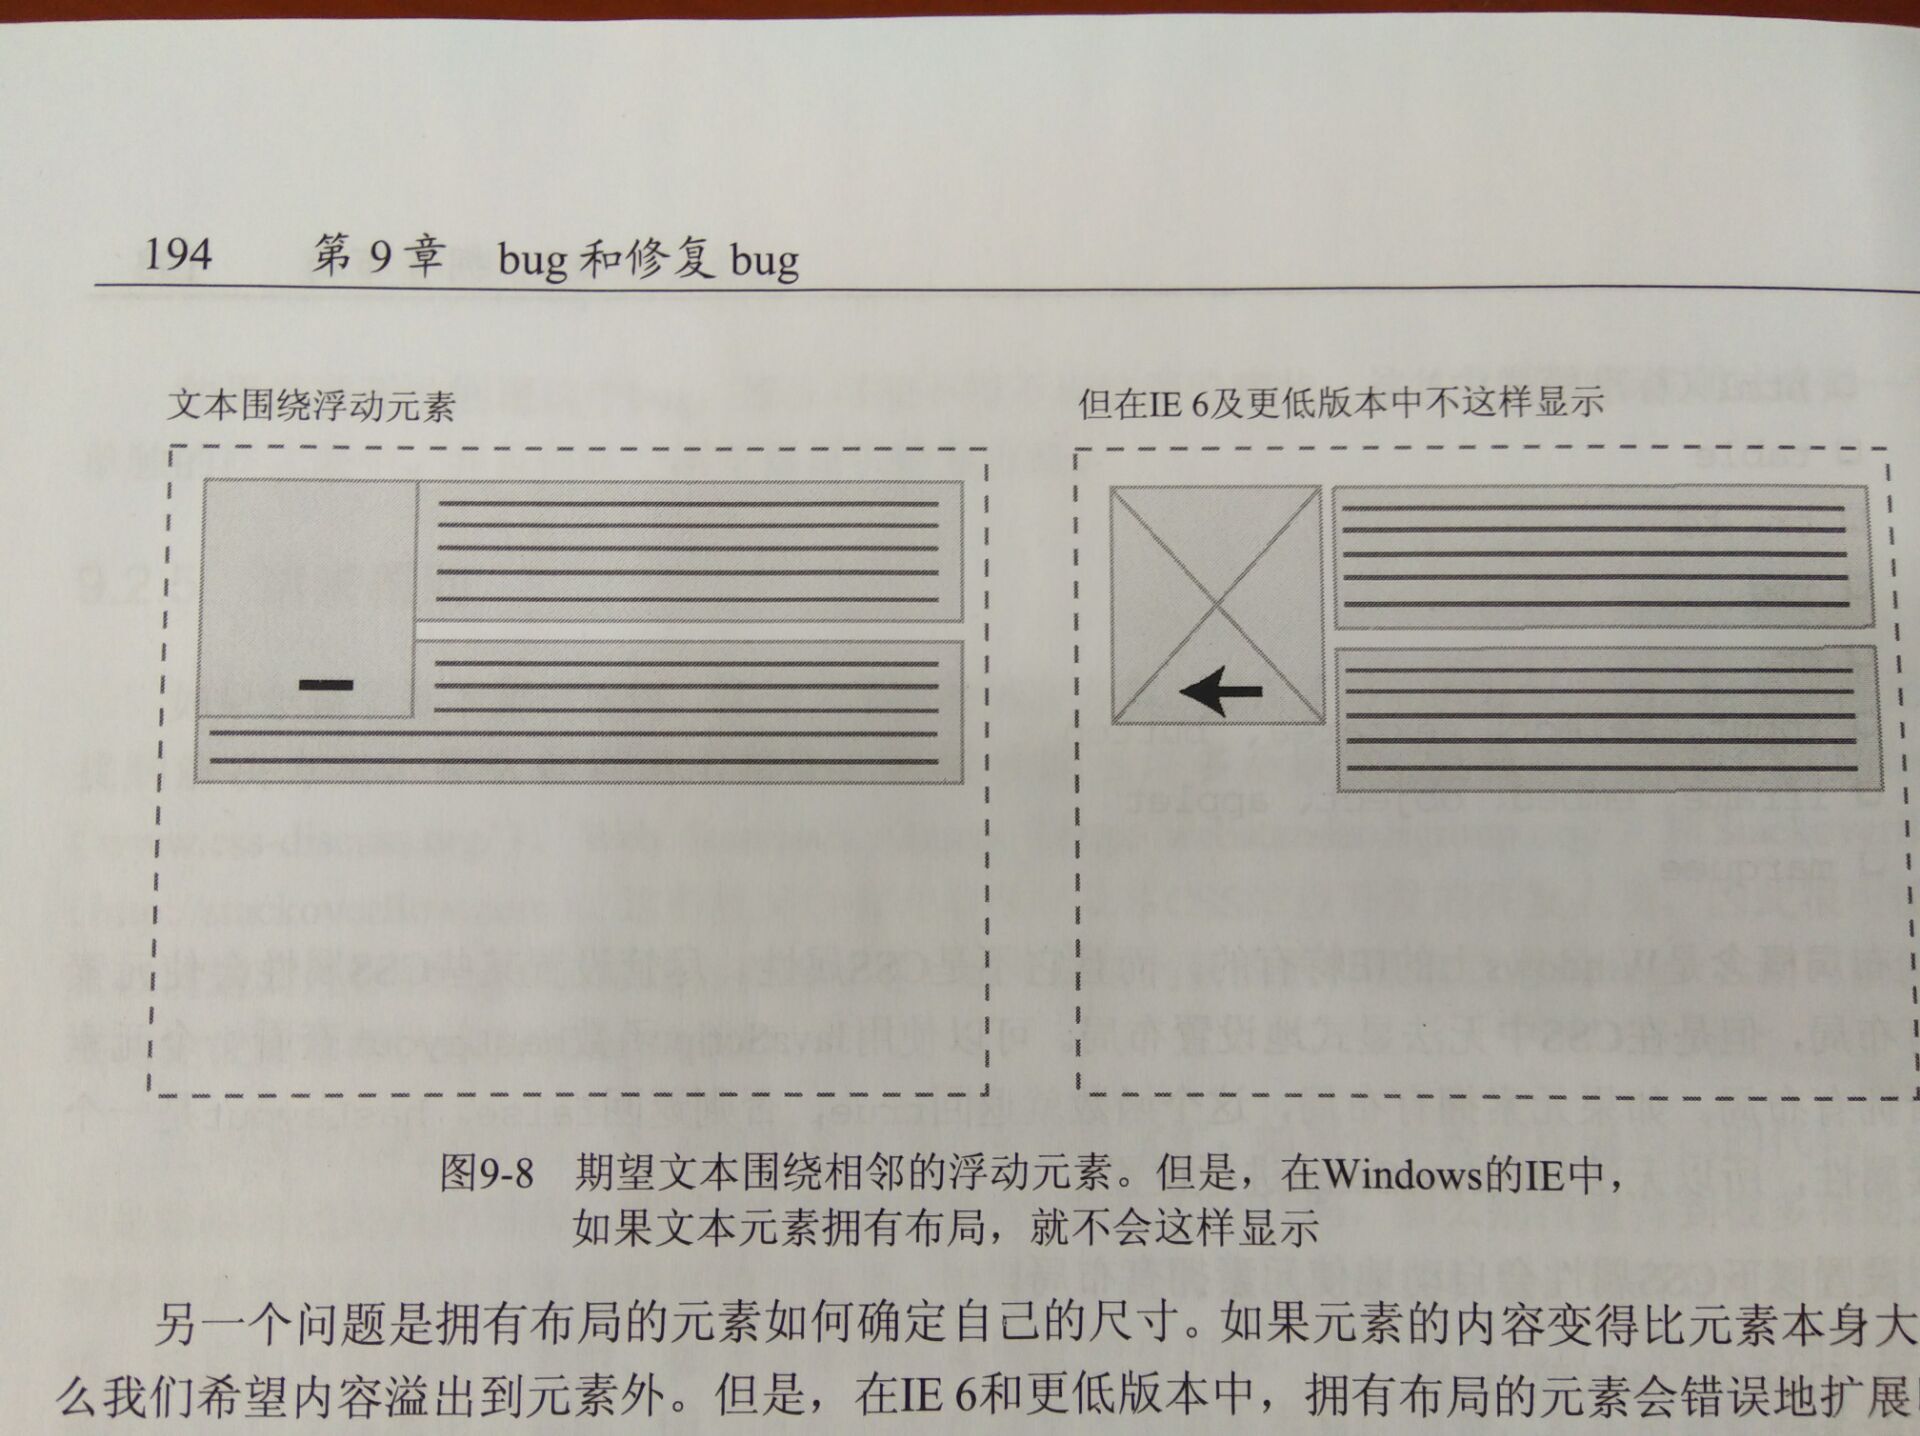 194 第 9 章 bug 和修复 bug
文本围绕浮动元素
但在IE 6及更低版本中不这样显示
图9-8 期望文本围绕相邻的浮动元素。但是，在Windows的IE中，
如果文本元素拥有布局，就不会这样显示
另一个问题是拥有布局的元素如何确定自己的尺寸。如果元素的内容变得比元素本身大
么我们希望内容溢出到元素外。但是，在IE 6和更低版本中，拥有布局的元素会错误地扩展